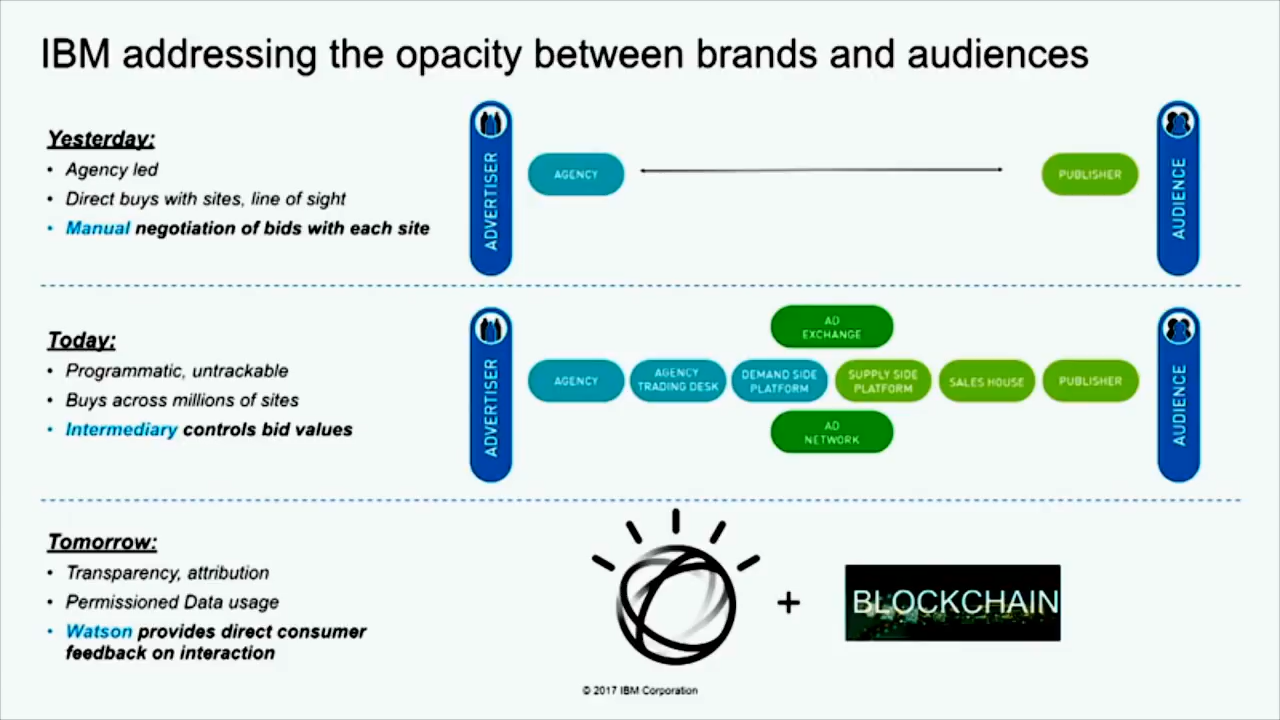 IBM addressing the opacity between brands and audiences
Yesterday:
• Agency led
• Direct buys with sites, line of sight
• Manual negotiation of bids with each site
ADVERTISER
AGENCY
PUBLISHER
AUDIENCE
Today:
• Programmatic, untrackable
• Buys across millions of sites
• Intermediary controls bid values
ADVERTISER
AGENCY
AGENCY
TRADING DESK
DEMAND SIDE
PLATFORM
AD
EXCHANGE
AD
NETWORK
SUPPLY SIDE
PLATFORM
SALES HOUSE
PUBLISHER
AUDIENCE
Tomorrow:
• Transparency, attribution
• Permissioned Data usage
• Watson provides direct consumer
feedback on interaction
+
BLOCKCHAIN
© 2017 IBM Corporation